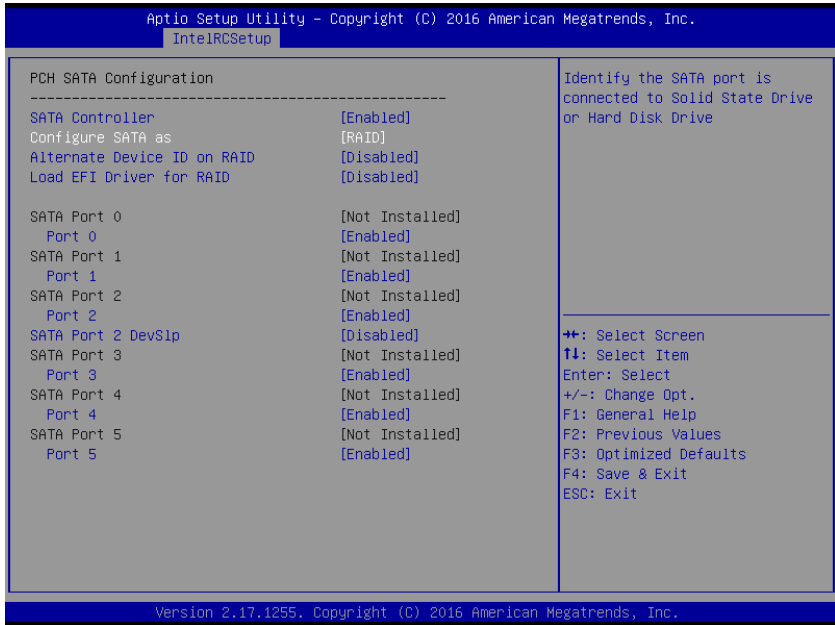 Aptio Setup Utility – Copyright (C) 2016 American Megatrends, Inc.
IntelRCSetup
PCH SATA Configuration
----------------------------------------------------
SATA Controller [Enabled]
Configure SATA as [RAID]
Alternate Device ID on RAID [Disabled]
Load EFI Driver for RAID [Disabled]
SATA Port 0 [Not Installed]
Port 0 [Enabled]
SATA Port 1 [Not Installed]
Port 1 [Enabled]
SATA Port 2 [Not Installed]
Port 2 [Enabled]
SATA Port 2 DevSlp [Disabled]
SATA Port 3 [Not Installed]
Port 3 [Enabled]
SATA Port 4 [Not Installed]
Port 4 [Enabled]
SATA Port 5 [Not Installed]
Port 5 [Enabled]
Identify the SATA port is
connected to Solid State Drive
or Hard Disk Drive
→←: Select Screen
↑↓: Select Item
Enter: Select
+/-: Change Opt.
F1: General Help
F2: Previous Values
F3: Optimized Defaults
F4: Save & Exit
ESC: Exit
Version 2.17.1255. Copyright (C) 2016 American Megatrends, Inc.